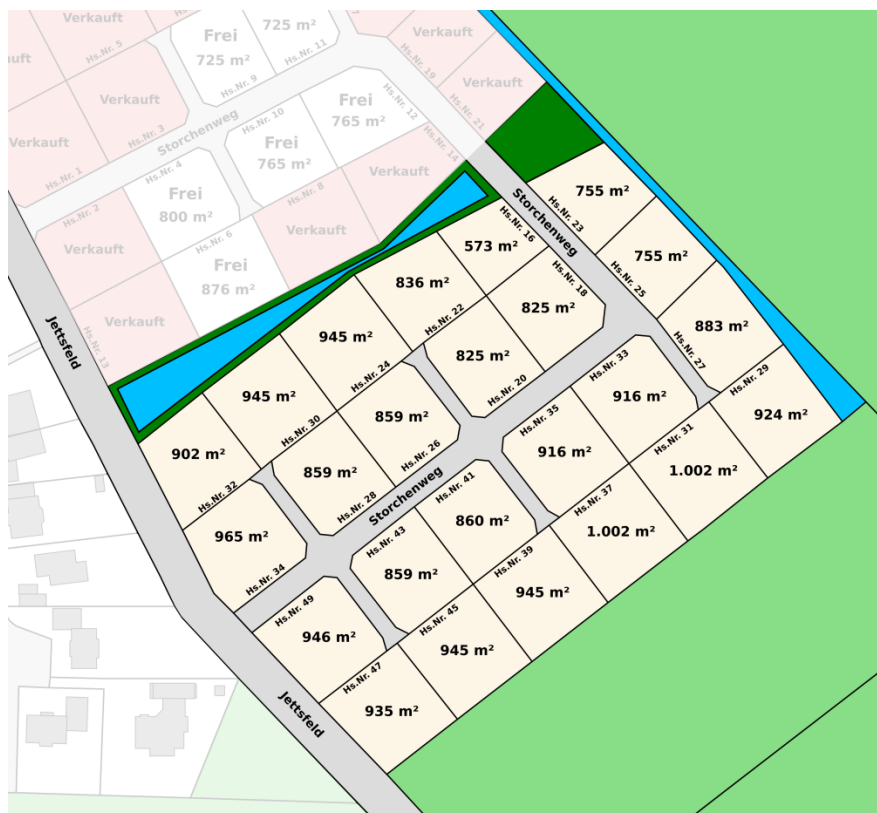 Verkauft
725 m²
Verkauft
Hs.Nr. 5
Frei
725 m²
Hs.Nr. 11
Hs.Nr. 9
Hs.Nr. 19
Verkauft
Verkauft
Frei
765 m²
Hs.Nr. 12
Hs.Nr. 21
Verkauft
Hs.Nr. 3
Storchenweg
Hs.Nr. 10
Frei
765 m²
Hs.Nr. 14
Verkauft
Hs.Nr. 1
Hs.Nr. 4
Frei
800 m²
Hs.Nr. 8
Verkauft
Hs.Nr. 2
Verkauft
Hs.Nr. 6
Frei
876 m²
Verkauft
Hs.Nr. 13
Jettsfeld
Storchenweg
755 m²
Hs.Nr. 23
Hs.Nr. 16
573 m²
755 m²
Hs.Nr. 25
Hs.Nr. 18
836 m²
825 m²
883 m²
Hs.Nr. 27
Hs.Nr. 22
945 m²
825 m²
Hs.Nr. 20
Hs.Nr. 24
945 m²
859 m²
Hs.Nr. 26
Hs.Nr. 33
916 m²
Hs.Nr. 29
924 m²
Hs.Nr. 30
902 m²
859 m²
Hs.Nr. 28
Hs.Nr. 35
916 m²
Hs.Nr. 31
1.002 m²
Hs.Nr. 32
965 m²
Hs.Nr. 34
Storchenweg
Hs.Nr. 41
860 m²
Hs.Nr. 37
1.002 m²
Hs.Nr. 43
859 m²
Hs.Nr. 39
945 m²
Hs.Nr. 49
946 m²
Hs.Nr. 45
945 m²
Hs.Nr. 47
935 m²
Jettsfeld